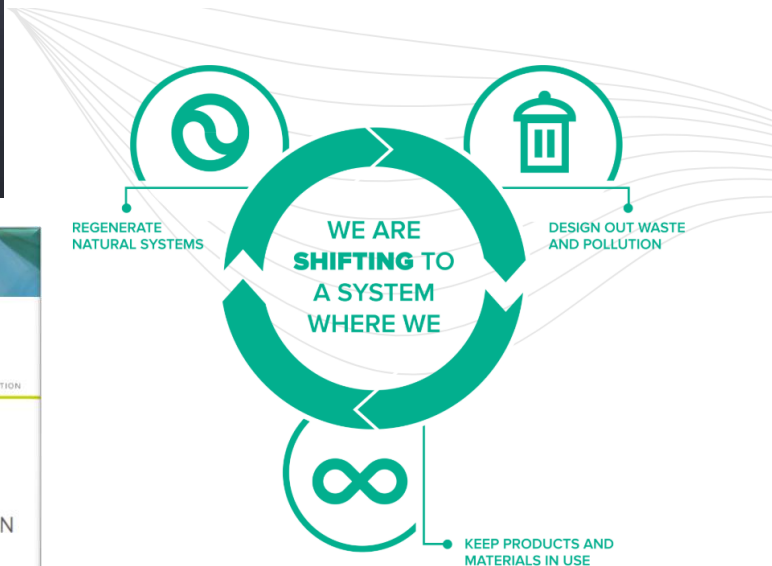 REGENERATE
NATURAL SYSTEMS
DESIGN OUT WASTE
AND POLLUTION
WE ARE
SHIFTING TO
A SYSTEM
WHERE WE
KEEP PRODUCTS AND
MATERIALS IN USE